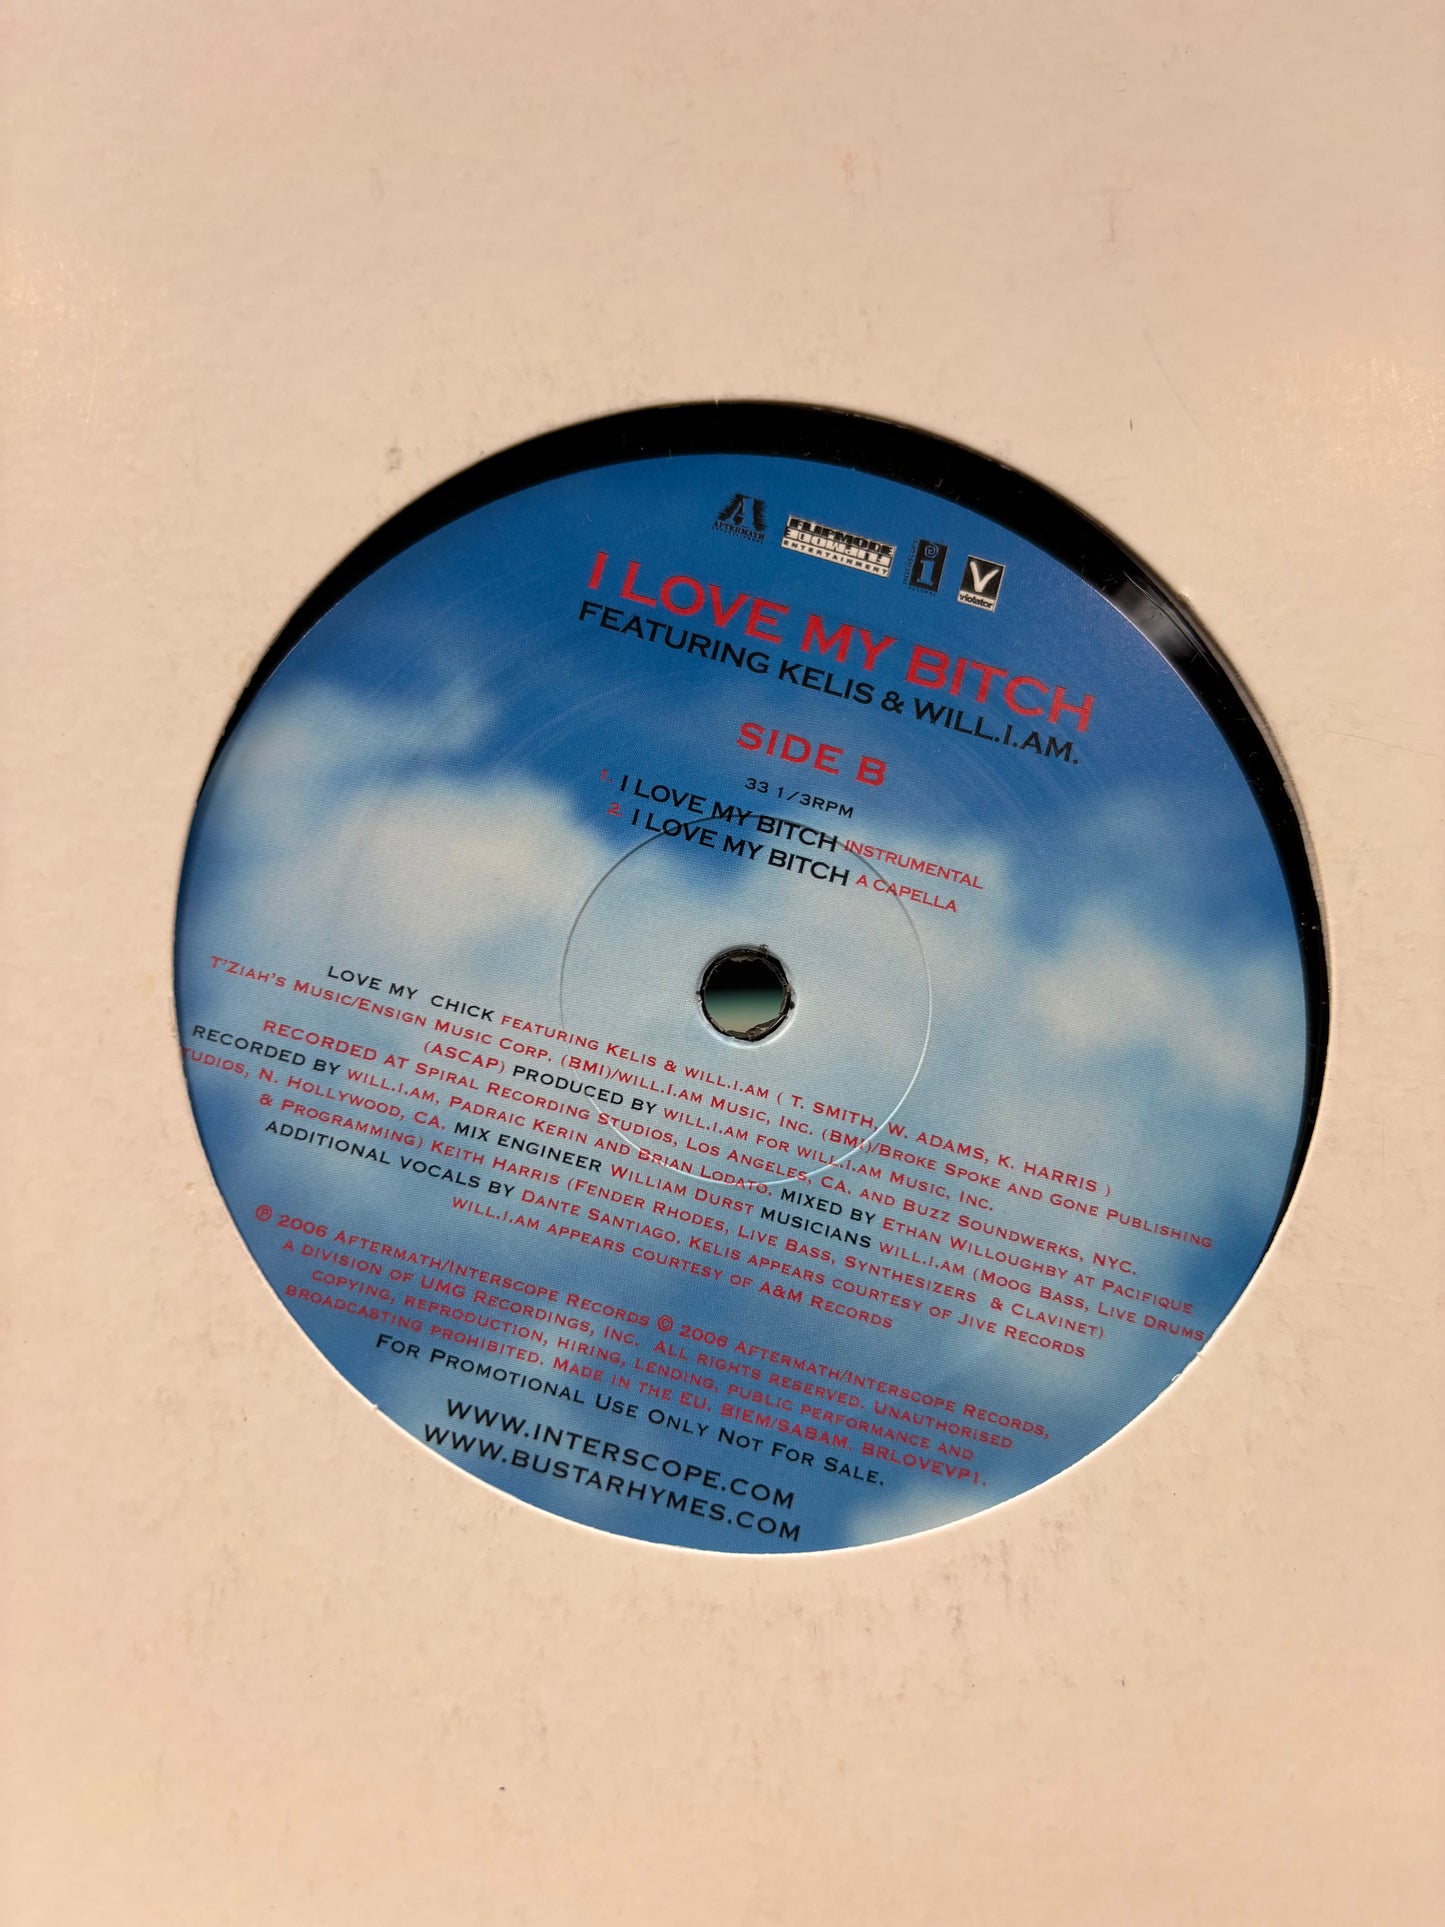 AFTERMATH
ENTERTAINMENT
FLIPMODE
ENTERTAINMENT
INTERSCOPE
RECORDS
V
violator
I LOVE MY BITCH
FEATURING KELIS & WILL.I.AM.
SIDE B
33 1/3RPM
1. I LOVE MY BITCH INSTRUMENTAL
2. I LOVE MY BITCH A CAPELLA
LOVE MY CHICK FEATURING KELIS & WILL.I.AM ( T. SMITH, W. ADAMS, K. HARRIS )
T'ZIAH'S MUSIC/ENSIGN MUSIC CORP. (BMI)/WILL.I.AM MUSIC, INC. (BMI)/BROKE SPOKE AND GONE PUBLISHING
(ASCAP) PRODUCED BY WILL.I.AM FOR WILL.I.AM MUSIC, INC.
RECORDED AT SPIRAL RECORDING STUDIOS, LOS ANGELES, CA. AND BUZZ SOUNDWERKS, NYC.
RECORDED BY WILL.I.AM, PADRAIC KERIN AND BRIAN LODATO. MIXED BY ETHAN WILLOUGHBY AT PACIFIQUE
TUDIOS, N. HOLLYWOOD, CA. MIX ENGINEER WILLIAM DURST MUSICIANS WILL.I.AM (MOOG BASS, LIVE DRUMS,
& PROGRAMMING) KEITH HARRIS (FENDER RHODES, LIVE BASS, SYNTHESIZERS & CLAVINET)
ADDITIONAL VOCALS BY DANTE SANTIAGO. KELIS APPEARS COURTESY OF JIVE RECORDS
WILL.I.AM APPEARS COURTESY OF A&M RECORDS
℗ 2006 AFTERMATH/INTERSCOPE RECORDS © 2006 AFTERMATH/INTERSCOPE RECORDS,
A DIVISION OF UMG RECORDINGS, INC. ALL RIGHTS RESERVED. UNAUTHORISED
COPYING, REPRODUCTION, HIRING, LENDING, PUBLIC PERFORMANCE AND
BROADCASTING PROHIBITED. MADE IN THE EU. BIEM/SABAM. BRLOVEVP1.
FOR PROMOTIONAL USE ONLY NOT FOR SALE.
WWW.INTERSCOPE.COM
WWW.BUSTARHYMES.COM